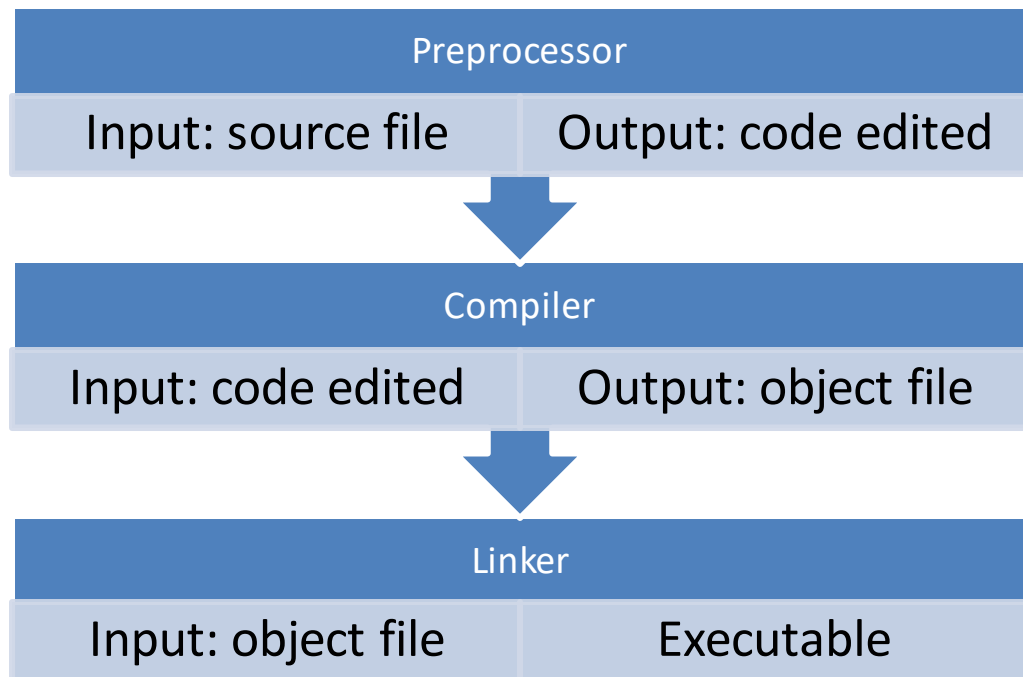 Preprocessor
Input: source file
Output: code edited
Compiler
Input: code edited
Output: object file
Linker
Input: object file
Executable